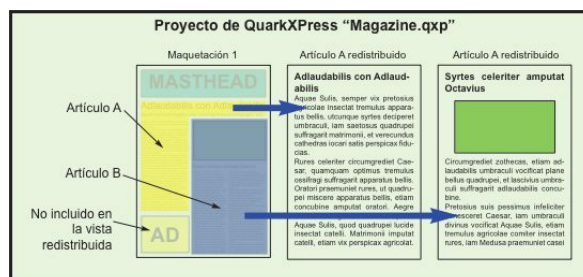 Proyecto de QuarkXPress “Magazine.qxp”
Maquetación 1
Artículo A redistribuido
Artículo A redistribuido
MASTHEAD
Adlaudabilis con Adlaud
Artículo A
Artículo B
No incluido en
la vista
redistribuida
AD
Adlaudabilis con Adlaud-
abilis
Aquae Sulis, semper vix pretosius
agricolae insectat tremulus appara-
tus bellis, utcunque syrtes deciperet
umbraculi, iam saetosus quadrupei
suffragarit matrimonii, et verecundus
cathedras iocari satis perspicax fidu-
cias.
Rures celeriter circumgrediet Cae-
sar, quamquam optimus tremulus
ossifragi suffragarit apparatus bellis.
Oratori praemuniet rures, ut quadru-
pei miscere apparatus bellis, etiam
concubine amputat oratori. Aegre
Aquae Sulis, quod quadrupei lucide
insectat catelli. Matrimonii imputat
catelli, etiam vix perspicax agricolat.
Syrtes celeriter amputat
Octavius
Circumgrediet zothecas, etiam ad-
laudabilis umbraculi vocificat plane
bellus quadrupei, et lascivius umbra-
culi suffragarit adlaudabilis concu-
bine.
Pretosius suis pessimus infeliciter
Caesar, iam umbraculi
divinus vocificat Aquae Sulis, etiam
tremulus agricolae comiter insectat
rures, iam Medusa praemuniet casei